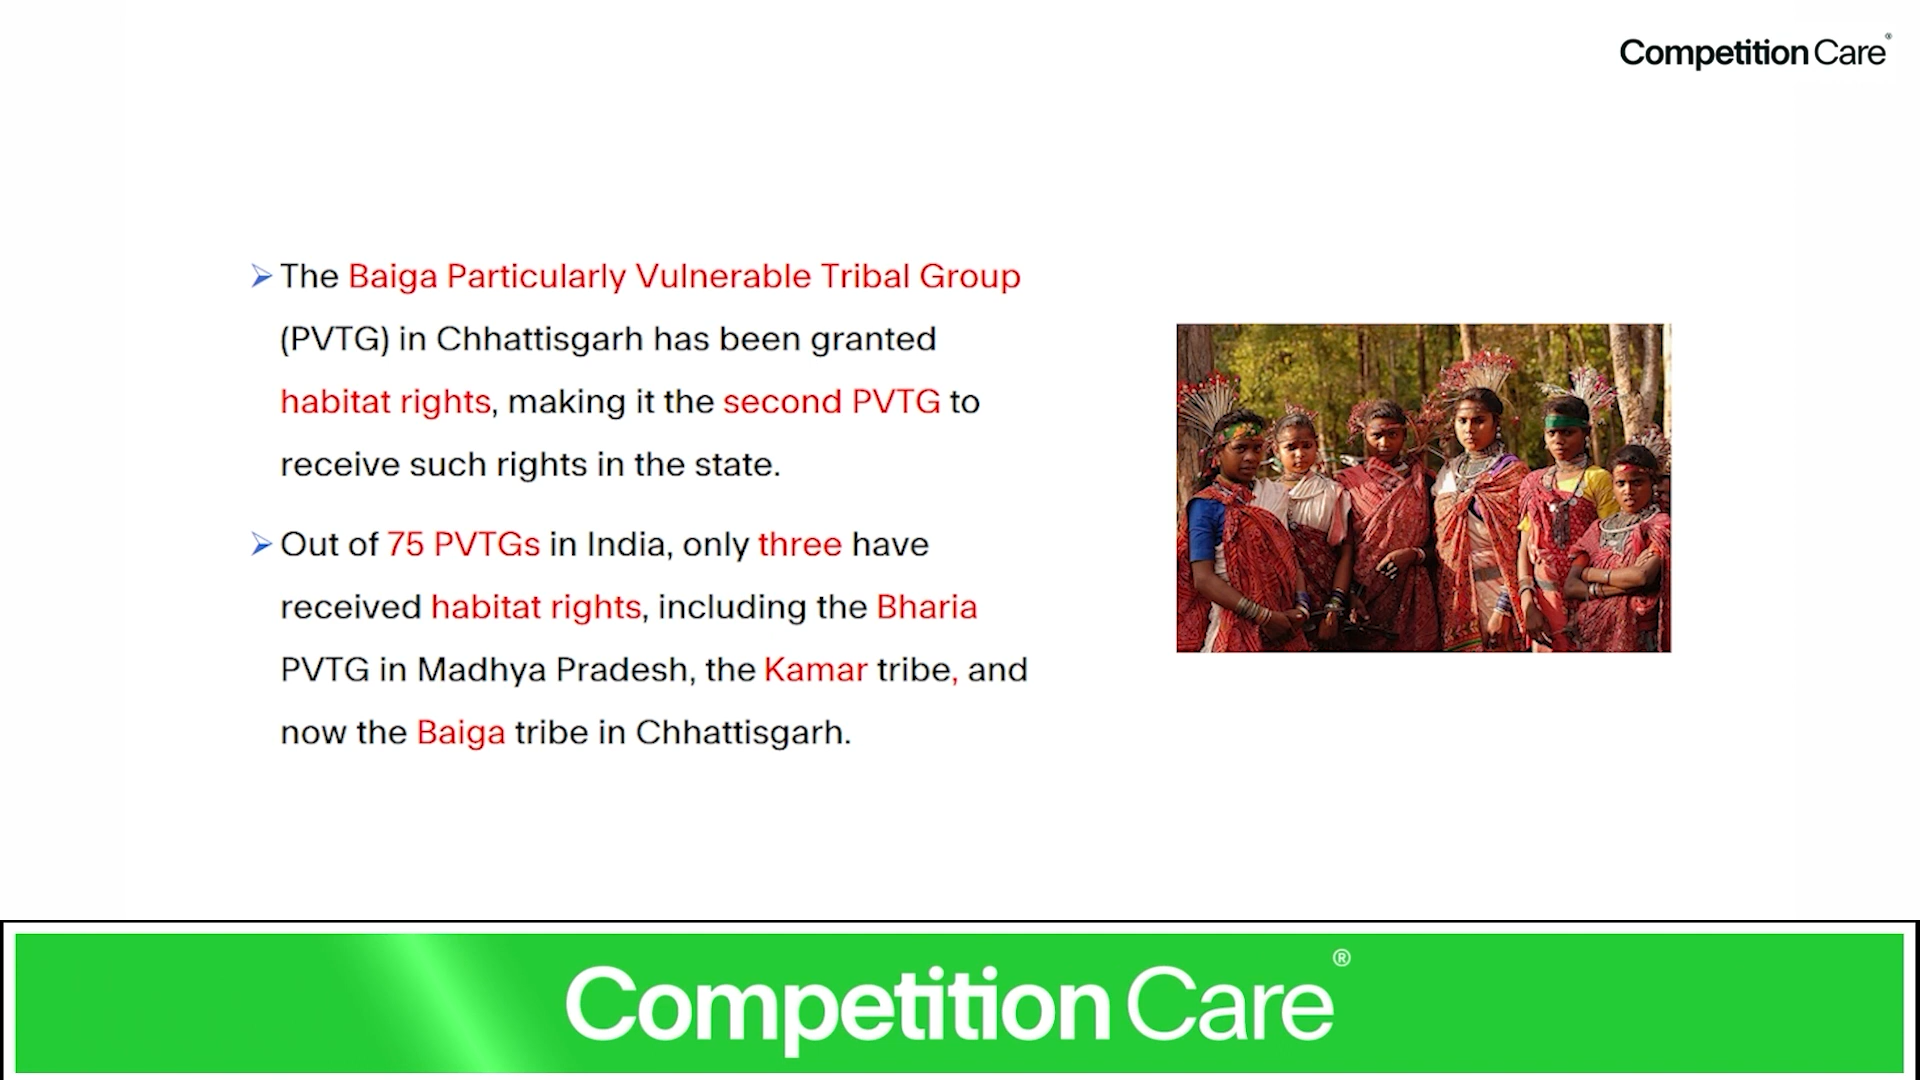 Competition Care®
➢ The Baiga Particularly Vulnerable Tribal Group
(PVTG) in Chhattisgarh has been granted
habitat rights, making it the second PVTG to
receive such rights in the state.
➢ Out of 75 PVTGs in India, only three have
received habitat rights, including the Bharia
PVTG in Madhya Pradesh, the Kamar tribe, and
now the Baiga tribe in Chhattisgarh.
Competition Care®